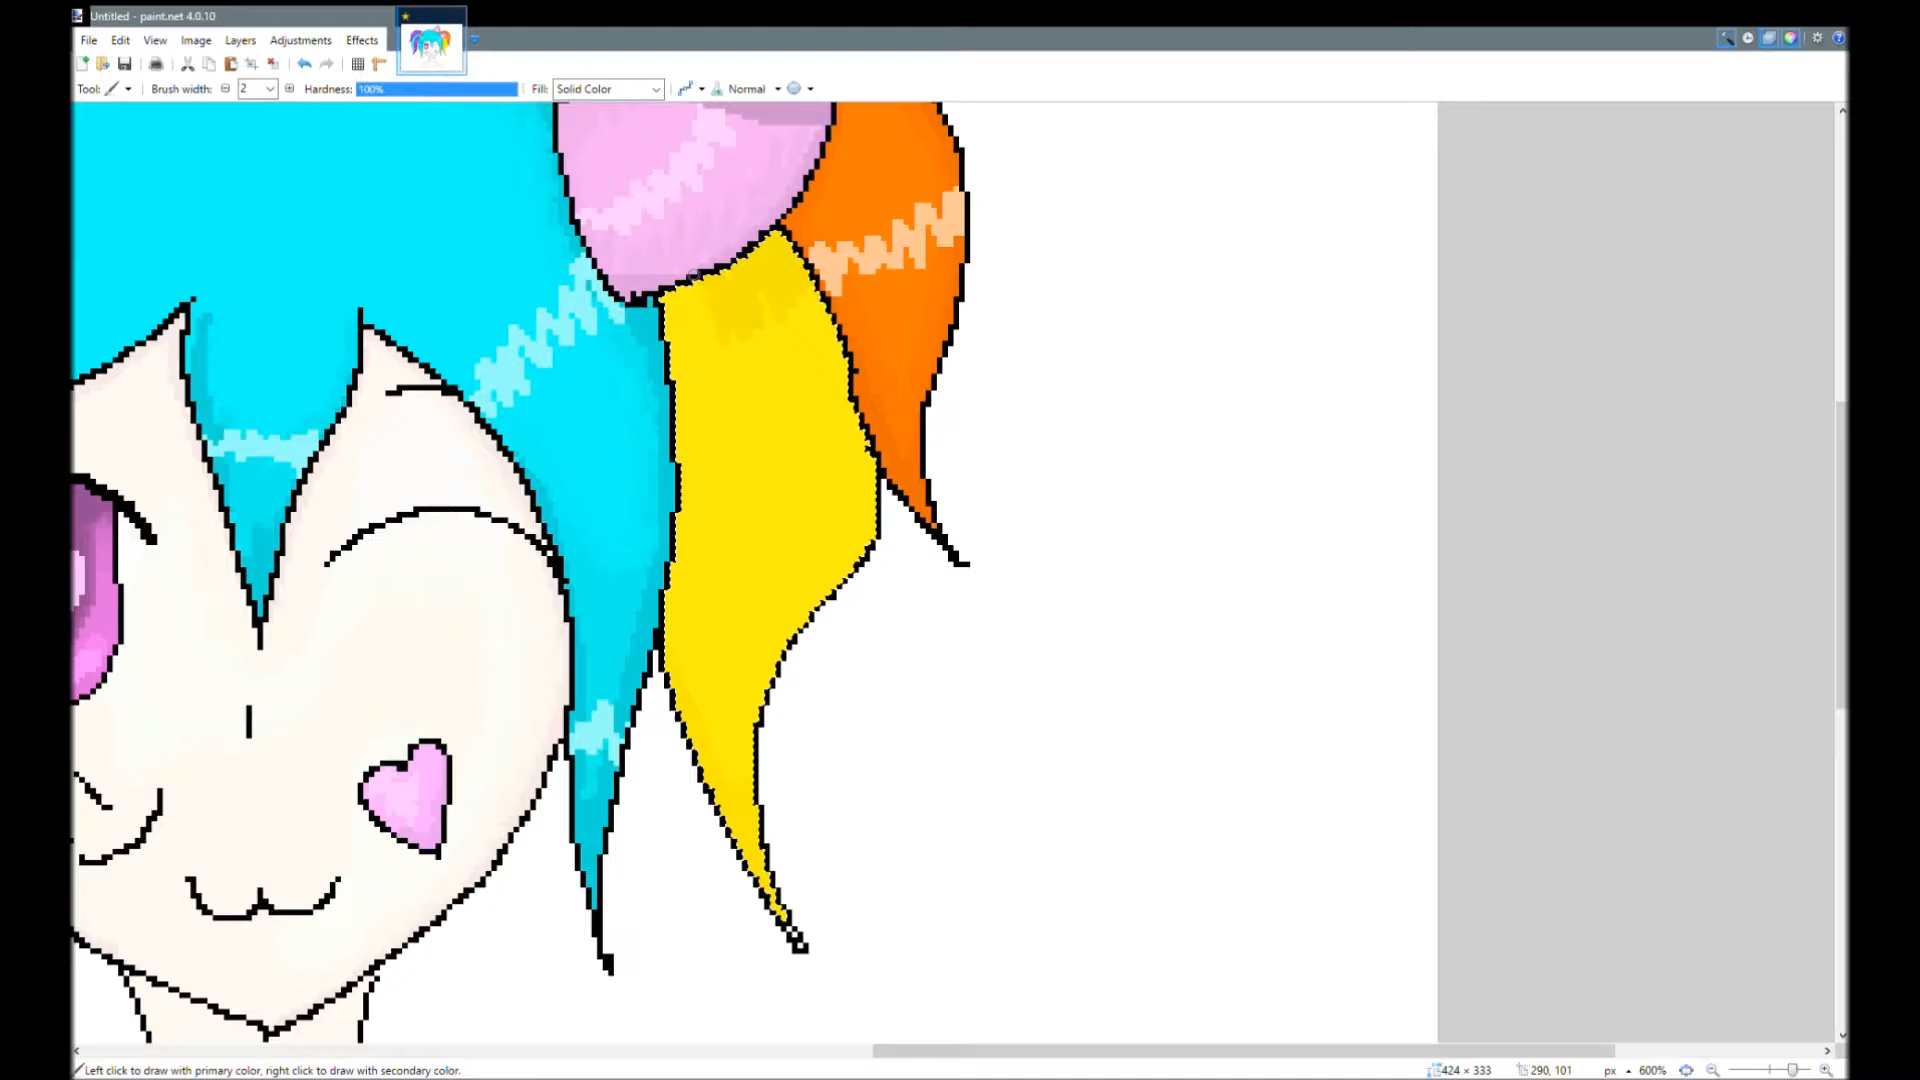 Untitled - paint.net 4.0.10
File Edit View Image Layers Adjustments Effects
Tool: Brush width: 2 Hardness: 100% Fill: Solid Color Normal
Left click to draw with primary color, right click to draw with secondary color. 424 × 333 290, 101 px 600%